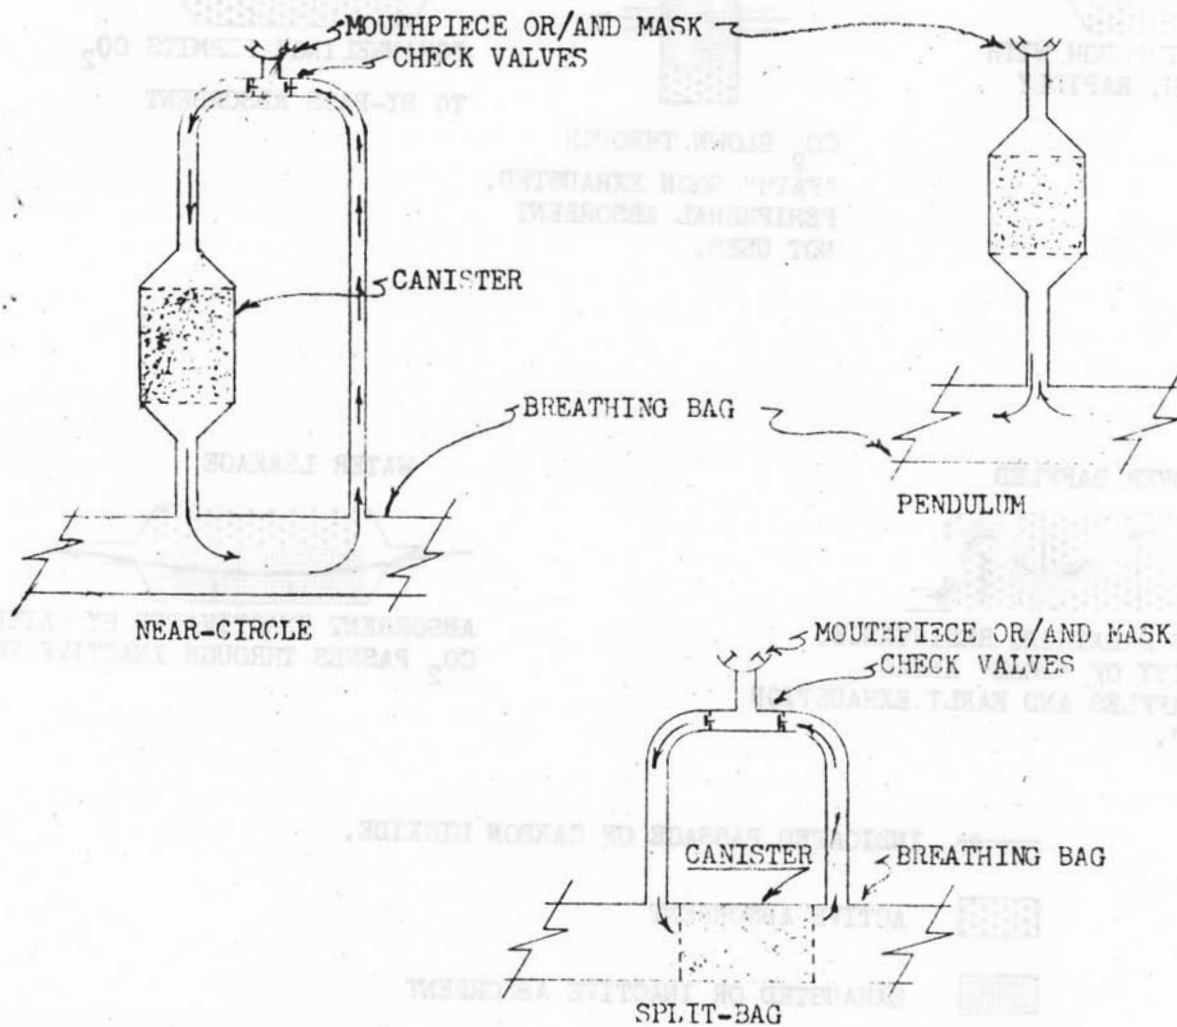 MOUTHPIECE OR/AND MASK
CHECK VALVES
CANISTER
BREATHING BAG
NEAR-CIRCLE
PENDULUM
MOUTHPIECE OR/AND MASK
CHECK VALVES
CANISTER
BREATHING BAG
SPLIT-BAG